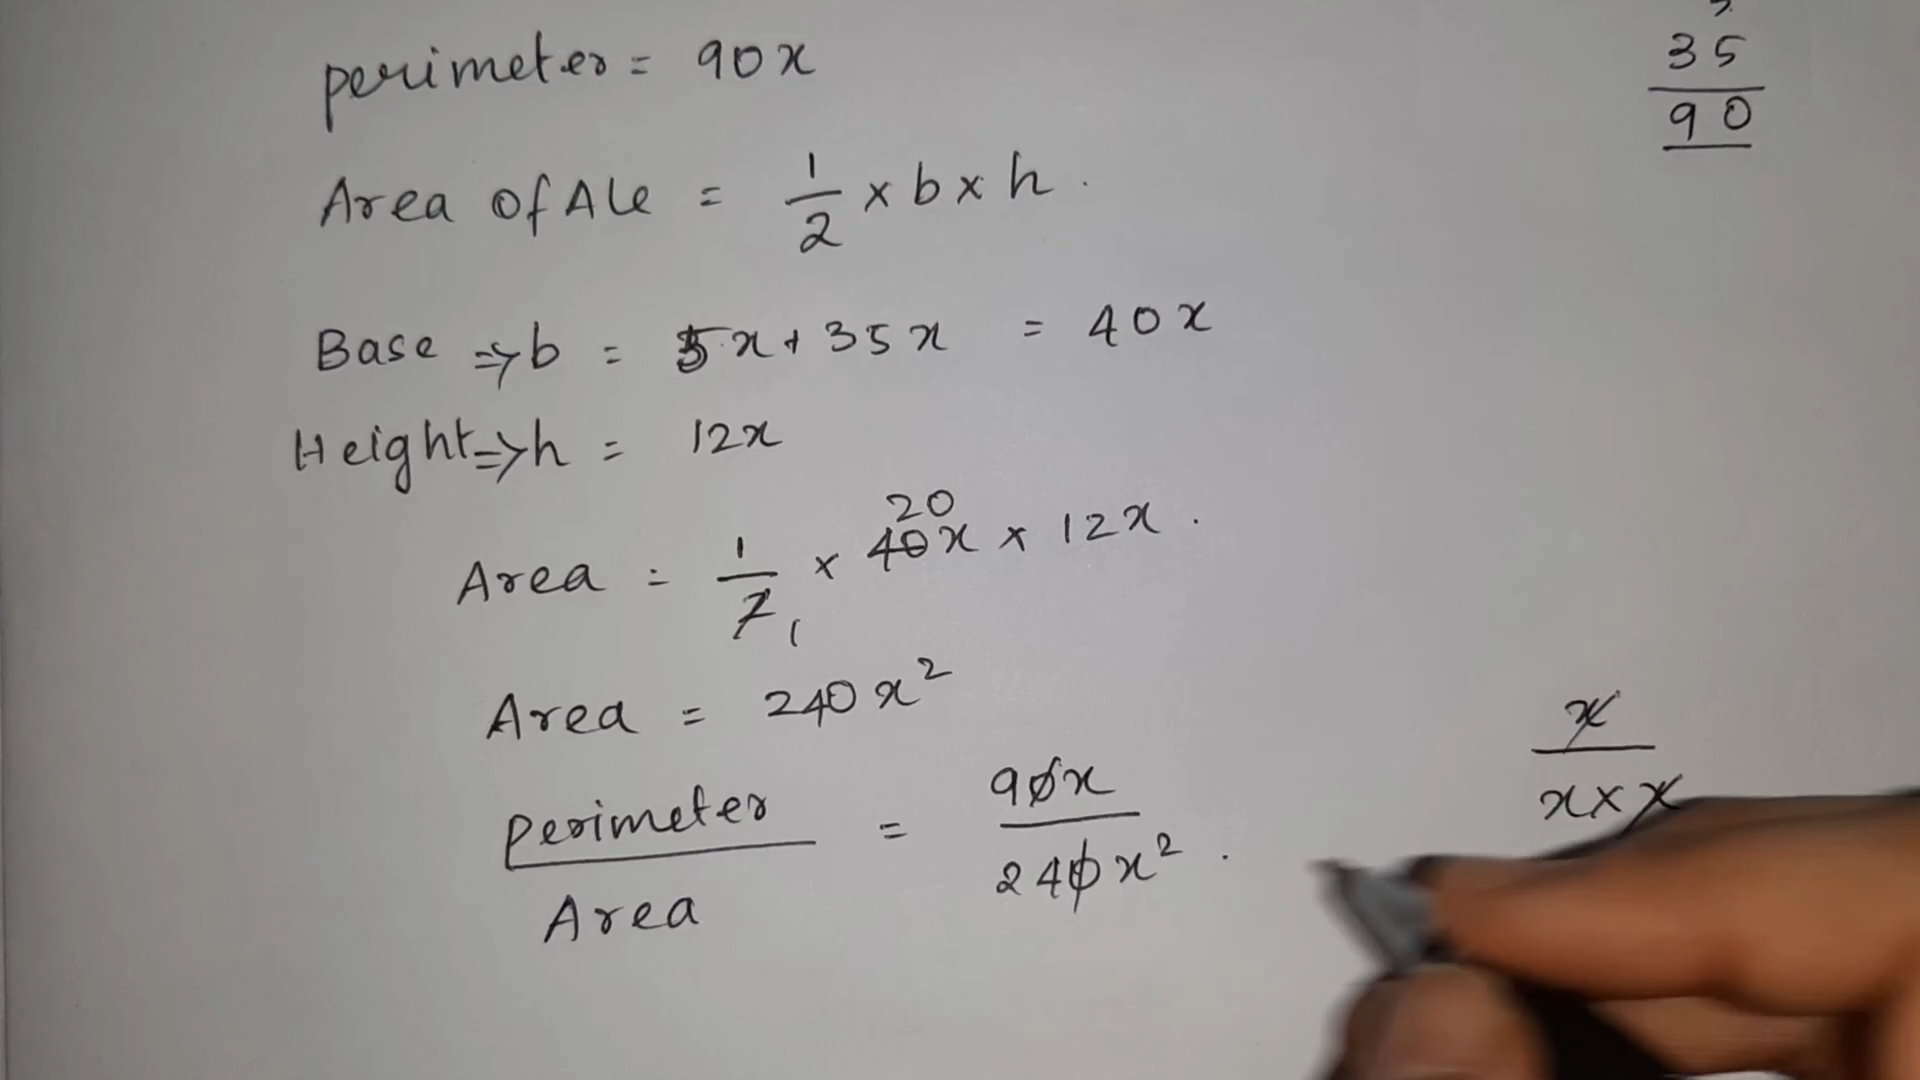 perimeter = 90x
35
90
Area of Ale = 1/2 × b × h.
Base ⇒ b = 5x + 35x = 40x
Height ⇒ h = 12x
20
Area = 1/2 × 40x × 12x.
1
Area = 240x²
perimeter/Area = 90x/240x².
x/x×x